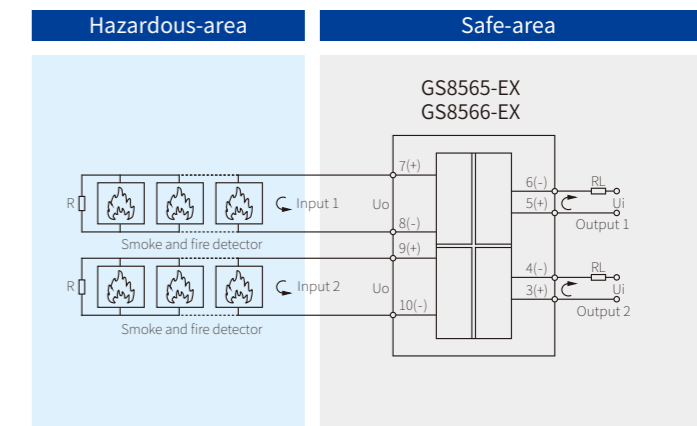 Hazardous-area
Safe-area
GS8565-EX
GS8566-EX
7(+)
6(-)
RL
R
Input 1
Uo
5(+)
Ui
8(-)
Output 1
Smoke and fire detector
9(+)
4(-)
RL
R
Input 2
Uo
3(+)
Ui
10(-)
Output 2
Smoke and fire detector